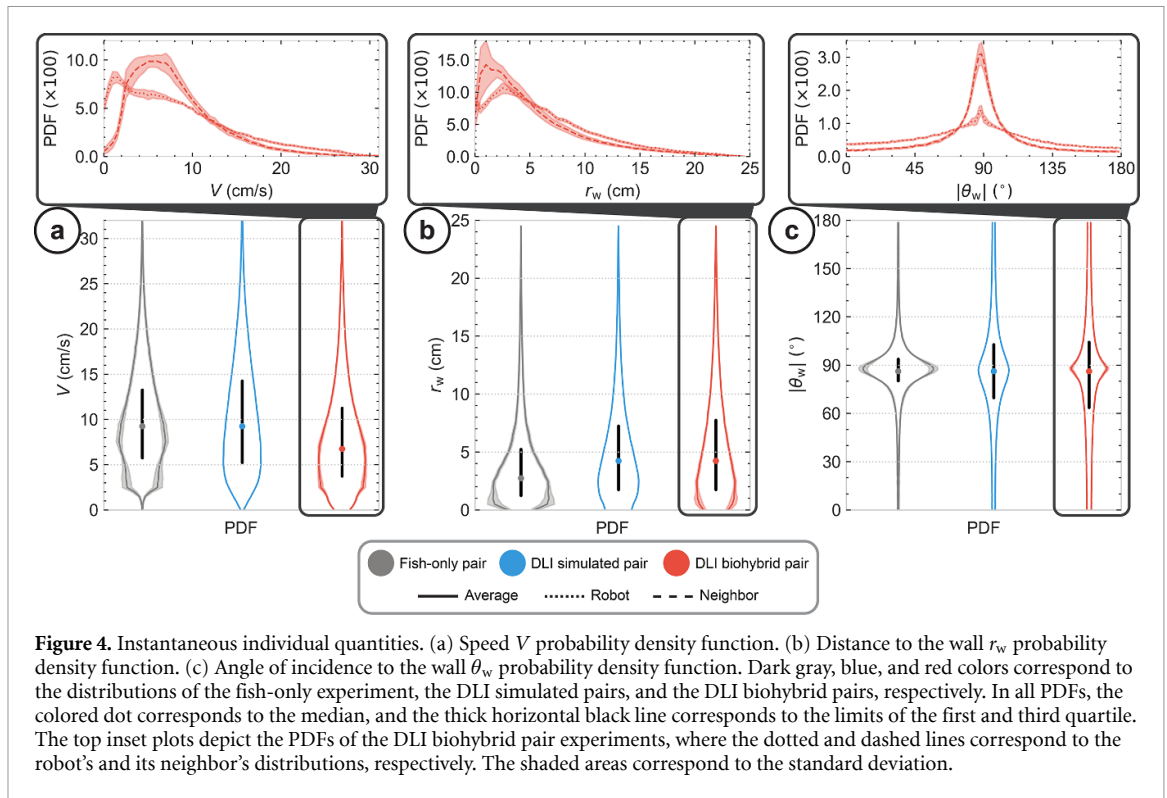 PDF (×100)
10.0
5.0
0.0
0
10
20
30
V (cm/s)
PDF (×100)
15.0
10.0
5.0
0.0
0
5
10
15
20
25
r_w (cm)
PDF (×100)
3.0
2.0
1.0
0.0
0
45
90
135
180
|θ_w| (°)
a
V (cm/s)
30
25
20
15
10
5
0
PDF
b
r_w (cm)
25
20
15
10
5
0
PDF
c
|θ_w| (°)
180
150
120
90
60
30
0
PDF
Fish-only pair DLI simulated pair DLI biohybrid pair
Average Robot Neighbor
Figure 4. Instantaneous individual quantities. (a) Speed V probability density function. (b) Distance to the wall r_w probability
density function. (c) Angle of incidence to the wall θ_w probability density function. Dark gray, blue, and red colors correspond to
the distributions of the fish-only experiment, the DLI simulated pairs, and the DLI biohybrid pairs, respectively. In all PDFs, the
colored dot corresponds to the median, and the thick horizontal black line corresponds to the limits of the first and third quartile.
The top inset plots depict the PDFs of the DLI biohybrid pair experiments, where the dotted and dashed lines correspond to the
robot's and its neighbor's distributions, respectively. The shaded areas correspond to the standard deviation.